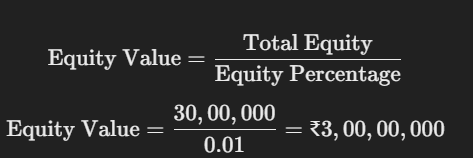 Equity Value = Total Equity / Equity Percentage
Equity Value = 30,00,000 / 0.01 = ₹3,00,00,000